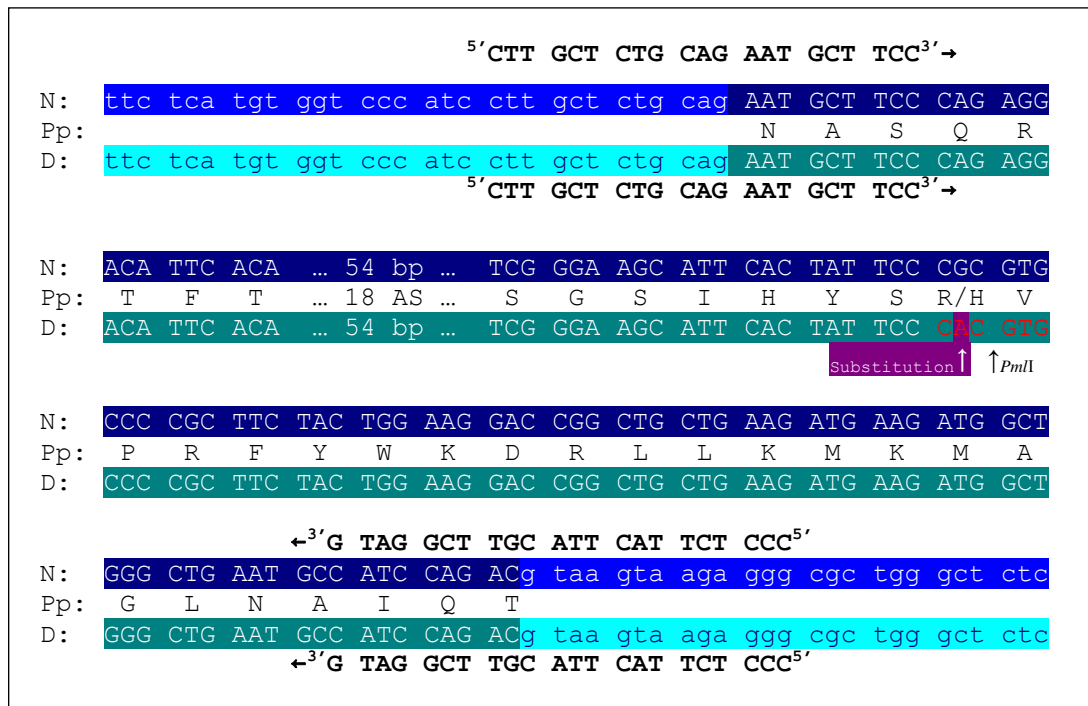 5'CTT GCT CTG CAG AAT GCT TCC3'→
N: ttc tca tgt ggt ccc atc ctt gct ctg cag AAT GCT TCC CAG AGG
Pp: N A S Q R
D: ttc tca tgt ggt ccc atc ctt gct ctg cag AAT GCT TCC CAG AGG
5'CTT GCT CTG CAG AAT GCT TCC3'→
N: ACA TTC ACA … 54 bp … TCG GGA AGC ATT CAC TAT TCC CGC GTG
Pp: T F T … 18 AS … S G S I H Y S R/H V
D: ACA TTC ACA … 54 bp … TCG GGA AGC ATT CAC TAT TCC CAC GTG
Substitution↑ ↑PmlI
N: CCC CGC TTC TAC TGG AAG GAC CGG CTG CTG AAG ATG AAG ATG GCT
Pp: P R F Y W K D R L L K M K M A
D: CCC CGC TTC TAC TGG AAG GAC CGG CTG CTG AAG ATG AAG ATG GCT
←3'G TAG GCT TGC ATT CAT TCT CCC5'
N: GGG CTG AAT GCC ATC CAG ACg taa gta aga ggg cgc tgg gct ctc
Pp: G L N A I Q T
D: GGG CTG AAT GCC ATC CAG ACg taa gta aga ggg cgc tgg gct ctc
←3'G TAG GCT TGC ATT CAT TCT CCC5'